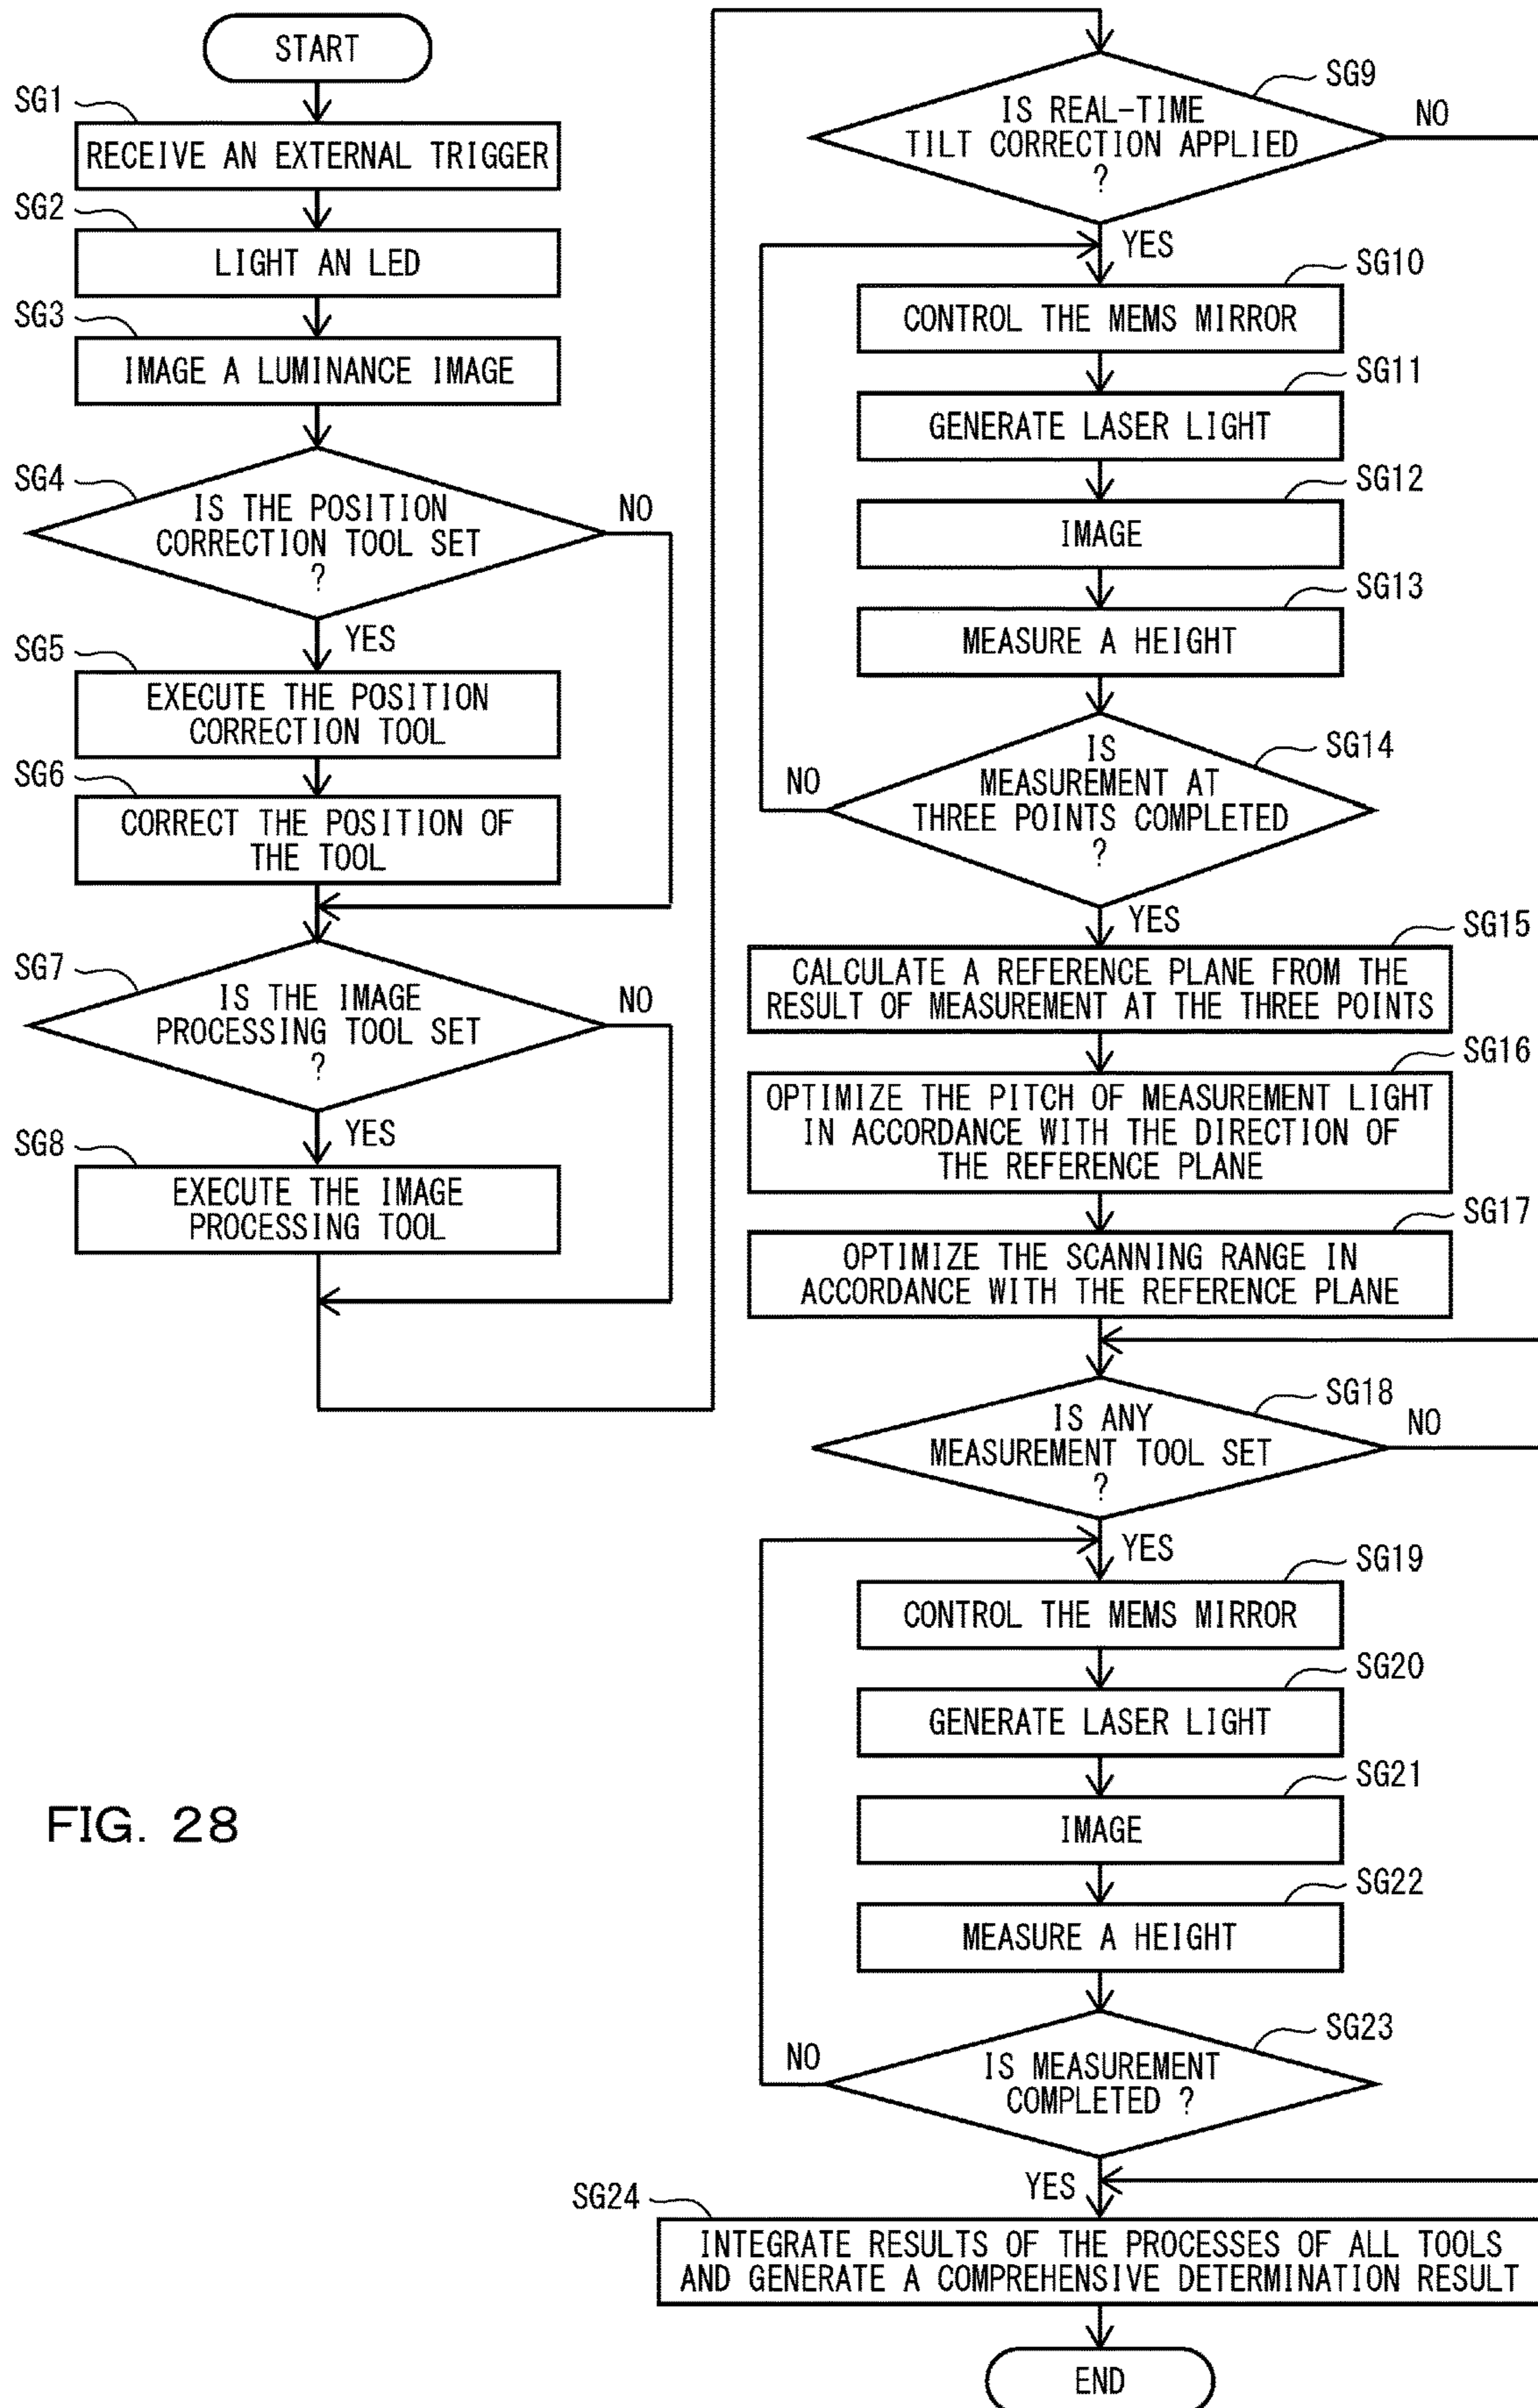 START
SG1
RECEIVE AN EXTERNAL TRIGGER
SG2
LIGHT AN LED
SG3
IMAGE A LUMINANCE IMAGE
SG4
IS THE POSITION
CORRECTION TOOL SET
?
NO
YES
SG5
EXECUTE THE POSITION
CORRECTION TOOL
SG6
CORRECT THE POSITION OF
THE TOOL
SG7
IS THE IMAGE
PROCESSING TOOL SET
?
NO
YES
SG8
EXECUTE THE IMAGE
PROCESSING TOOL
SG9
IS REAL-TIME
TILT CORRECTION APPLIED
?
NO
YES
SG10
CONTROL THE MEMS MIRROR
SG11
GENERATE LASER LIGHT
SG12
IMAGE
SG13
MEASURE A HEIGHT
SG14
IS
MEASUREMENT AT
THREE POINTS COMPLETED
?
NO
YES
SG15
CALCULATE A REFERENCE PLANE FROM THE
RESULT OF MEASUREMENT AT THE THREE POINTS
SG16
OPTIMIZE THE PITCH OF MEASUREMENT LIGHT
IN ACCORDANCE WITH THE DIRECTION OF
THE REFERENCE PLANE
SG17
OPTIMIZE THE SCANNING RANGE IN
ACCORDANCE WITH THE REFERENCE PLANE
SG18
IS ANY
MEASUREMENT TOOL SET
?
NO
YES
SG19
CONTROL THE MEMS MIRROR
SG20
GENERATE LASER LIGHT
SG21
IMAGE
SG22
MEASURE A HEIGHT
SG23
IS MEASUREMENT
COMPLETED ?
NO
YES
SG24
INTEGRATE RESULTS OF THE PROCESSES OF ALL TOOLS
AND GENERATE A COMPREHENSIVE DETERMINATION RESULT
END
FIG. 28